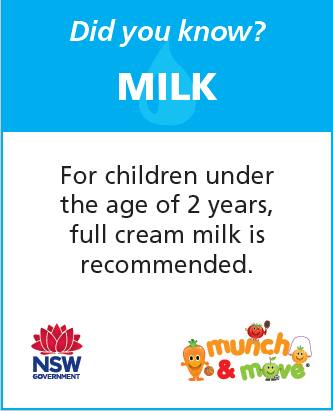 Did you know?
MILK
For children under
the age of 2 years,
full cream milk is
recommended.
NSW
GOVERNMENT
munch
& move